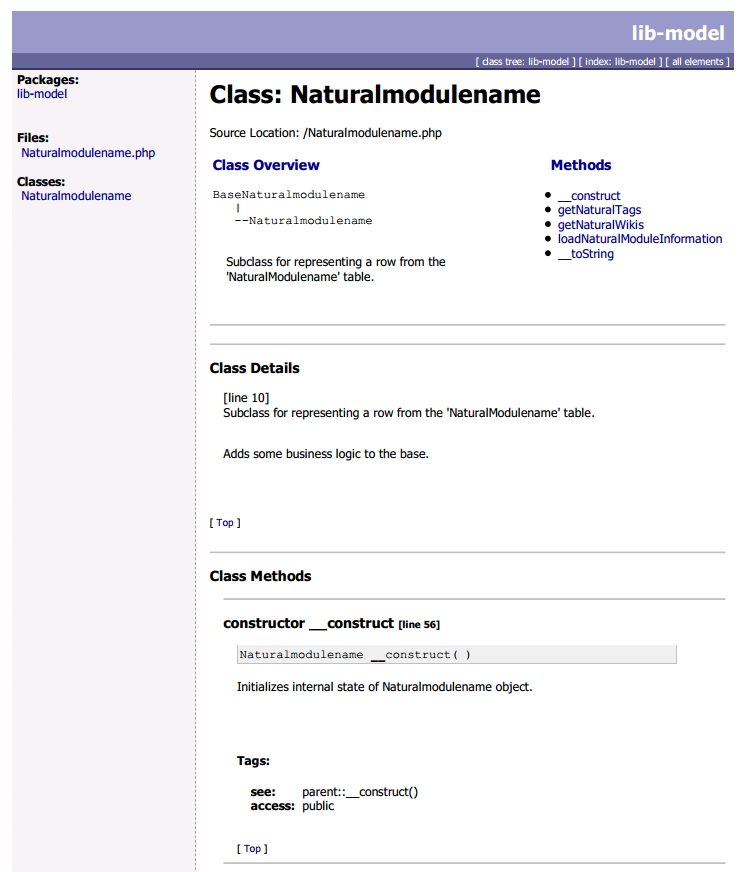 lib-model
[ class tree: lib-model ] [ index: lib-model ] [ all elements ]
Packages:
lib-model
Files:
Naturalmodulename.php
Classes:
Naturalmodulename
Class: Naturalmodulename
Source Location: /Naturalmodulename.php
Class Overview
BaseNaturalmodulename
|
--Naturalmodulename
Subclass for representing a row from the
'NaturalModulename' table.
Methods
__construct
getNaturalTags
getNaturalWikis
loadNaturalModuleInformation
__toString
Class Details
[line 10]
Subclass for representing a row from the 'NaturalModulename' table.
Adds some business logic to the base.
[ Top ]
Class Methods
constructor __construct [line 56]
Naturalmodulename __construct( )
Initializes internal state of Naturalmodulename object.
Tags:
see: parent::__construct()
access: public
[ Top ]